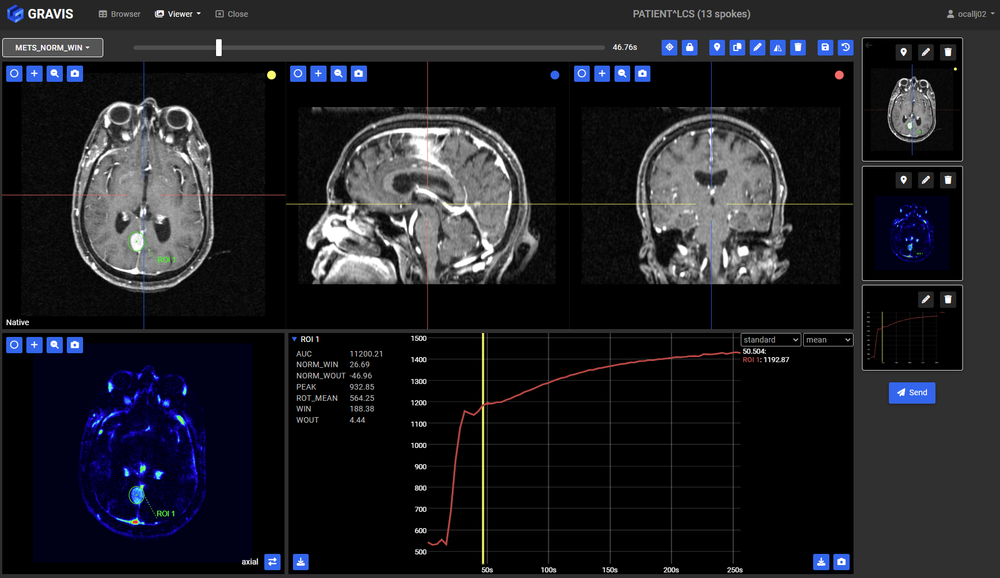 GRAVIS
Browser
Viewer
Close
PATIENT^LCS (13 spokes)
ocallj02
METS_NORM_WIN
46.76s
ROI 1
Native
ROI 1
axial
ROI 1
AUC 11200.21
NORM_WIN 26.69
NORM_WOUT -46.96
PEAK 932.85
ROT_MEAN 564.25
WIN 188.38
WOUT 4.44
1500
1400
1300
1200
1100
1000
900
800
700
600
500
50s 100s 150s 200s 250s
standard
mean
50.504:
ROI 1: 1192.87
Send